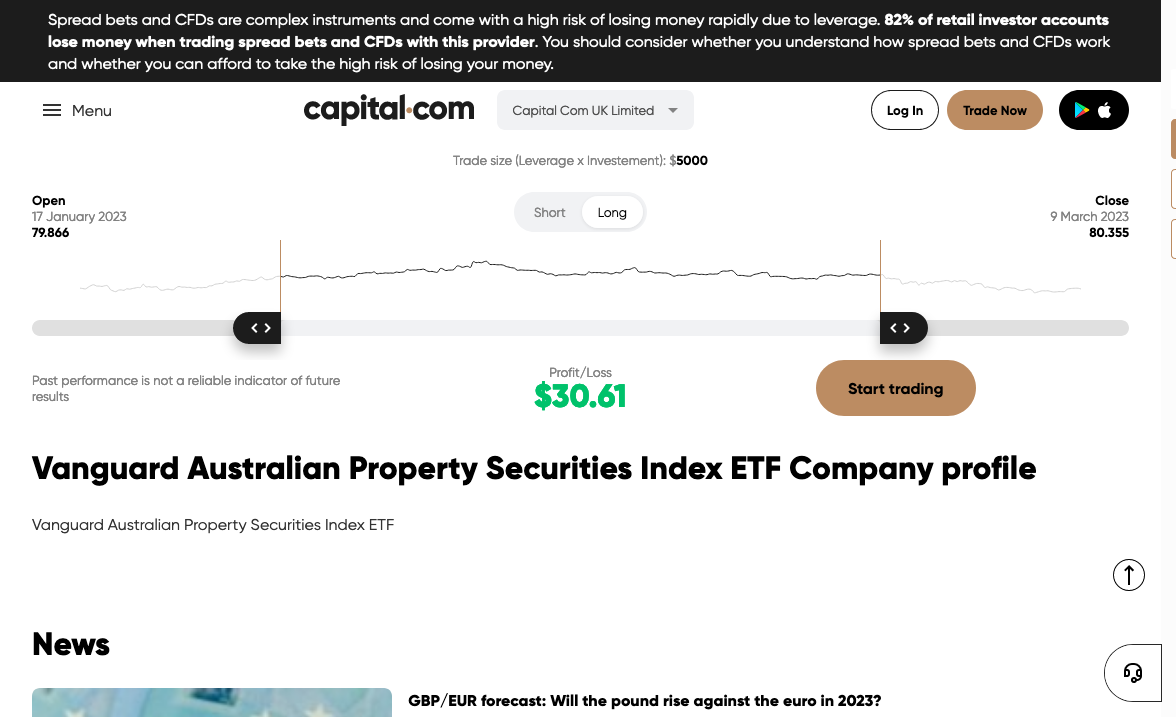 Spread bets and CFDs are complex instruments and come with a high risk of losing money rapidly due to leverage. 82% of retail investor accounts
lose money when trading spread bets and CFDs with this provider. You should consider whether you understand how spread bets and CFDs work
and whether you can afford to take the high risk of losing your money.
Menu
capital.com
Capital Com UK Limited
Log In
Trade Now
Trade size (Leverage x Investement): $5000
Open
17 January 2023
79.866
Short
Long
Close
9 March 2023
80.355
Past performance is not a reliable indicator of future
results
Profit/Loss
$30.61
Start trading
Vanguard Australian Property Securities Index ETF Company profile
Vanguard Australian Property Securities Index ETF
News
GBP/EUR forecast: Will the pound rise against the euro in 2023?